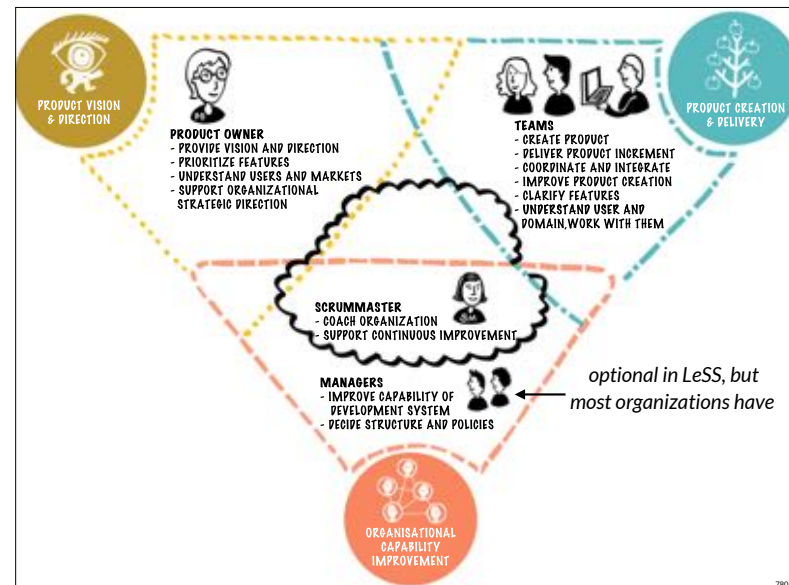 PRODUCT VISION
& DIRECTION
PRODUCT OWNER
- PROVIDE VISION AND DIRECTION
- PRIORITIZE FEATURES
- UNDERSTAND USERS AND MARKETS
- SUPPORT ORGANIZATIONAL
STRATEGIC DIRECTION
PRODUCT CREATION
& DELIVERY
TEAMS
- CREATE PRODUCT
- DELIVER PRODUCT INCREMENT
- COORDINATE AND INTEGRATE
- IMPROVE PRODUCT CREATION
- CLARIFY FEATURES
- UNDERSTAND USER AND
DOMAIN,WORK WITH THEM
SCRUMMASTER
- COACH ORGANIZATION
- SUPPORT CONTINUOUS IMPROVEMENT
MANAGERS
- IMPROVE CAPABILITY OF
DEVELOPMENT SYSTEM
- DECIDE STRUCTURE AND POLICIES
optional in LeSS, but
most organizations have
ORGANISATIONAL
CAPABILITY
IMPROVEMENT